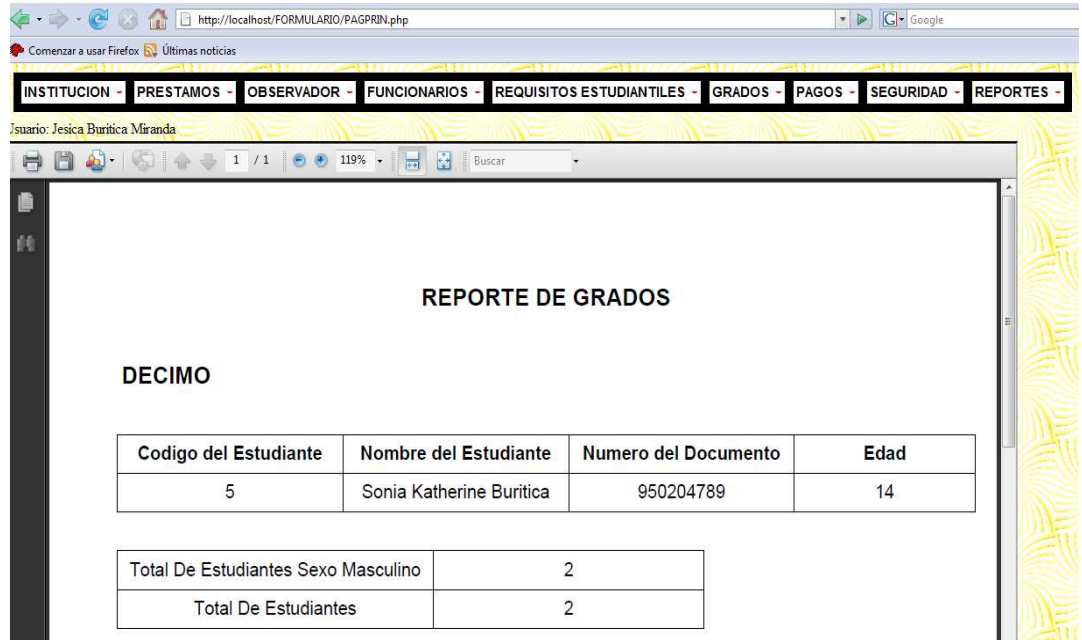 http://localhost/FORMULARIO/PAGPRIN.php Google
Comenzar a usar Firefox Últimas noticias
INSTITUCION PRESTAMOS OBSERVADOR FUNCIONARIOS REQUISITOS ESTUDIANTILES GRADOS PAGOS SEGURIDAD REPORTES
Usuario: Jesica Buritica Miranda
1 / 1 119% Buscar
REPORTE DE GRADOS
DECIMO
Codigo del Estudiante Nombre del Estudiante Numero del Documento Edad
5 Sonia Katherine Buritica 950204789 14
Total De Estudiantes Sexo Masculino 2
Total De Estudiantes 2